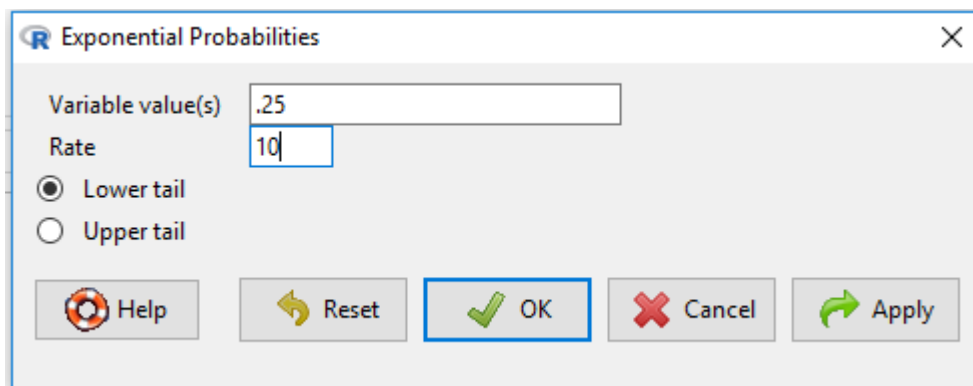 R Exponential Probabilities
Variable value(s) .25
Rate 10
Lower tail
Upper tail
Help Reset OK Cancel Apply